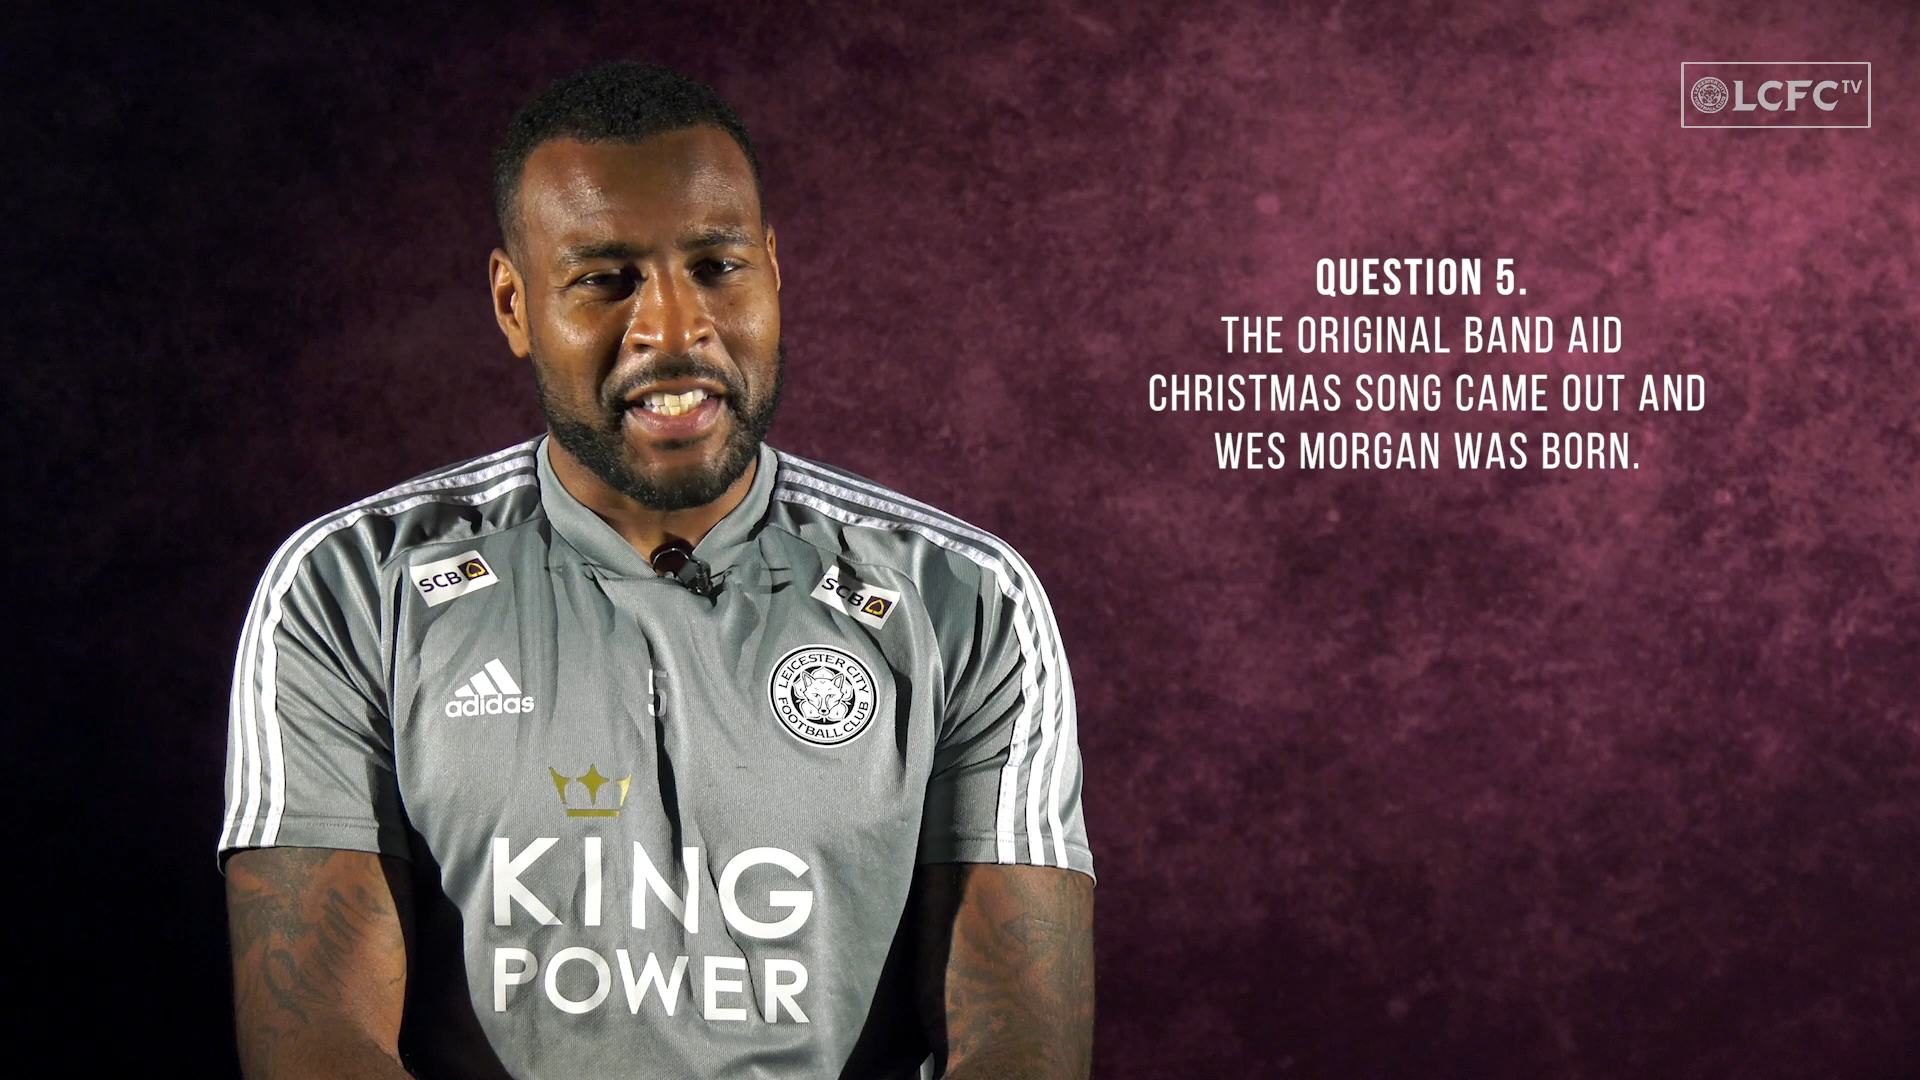 LCFC TV
QUESTION 5.
THE ORIGINAL BAND AID
CHRISTMAS SONG CAME OUT AND
WES MORGAN WAS BORN.
SCB
SCB
adidas
5
LEICESTER CITY
FOOTBALL CLUB
KING
POWER